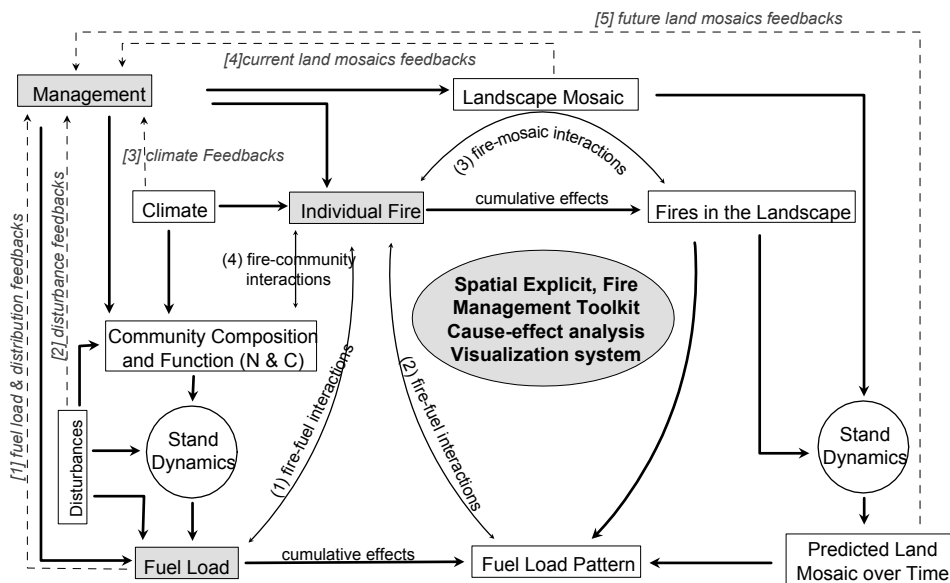 [5] future land mosaics feedbacks
[4]current land mosaics feedbacks
Management
Landscape Mosaic
[3] climate Feedbacks
(3) fire-mosaic interactions
Climate
Individual Fire
cumulative effects
Fires in the Landscape
(4) fire-community
interactions
Spatial Explicit, Fire
Management Toolkit
Cause-effect analysis
Visualization system
[1] fuel load & distribution feedbacks
[2] disturbance feedbacks
Community Composition
and Function (N & C)
(1) fire-fuel interactions
(2) fire-fuel interactions
Disturbances
Stand
Dynamics
Stand
Dynamics
Fuel Load
cumulative effects
Fuel Load Pattern
Predicted Land
Mosaic over Time